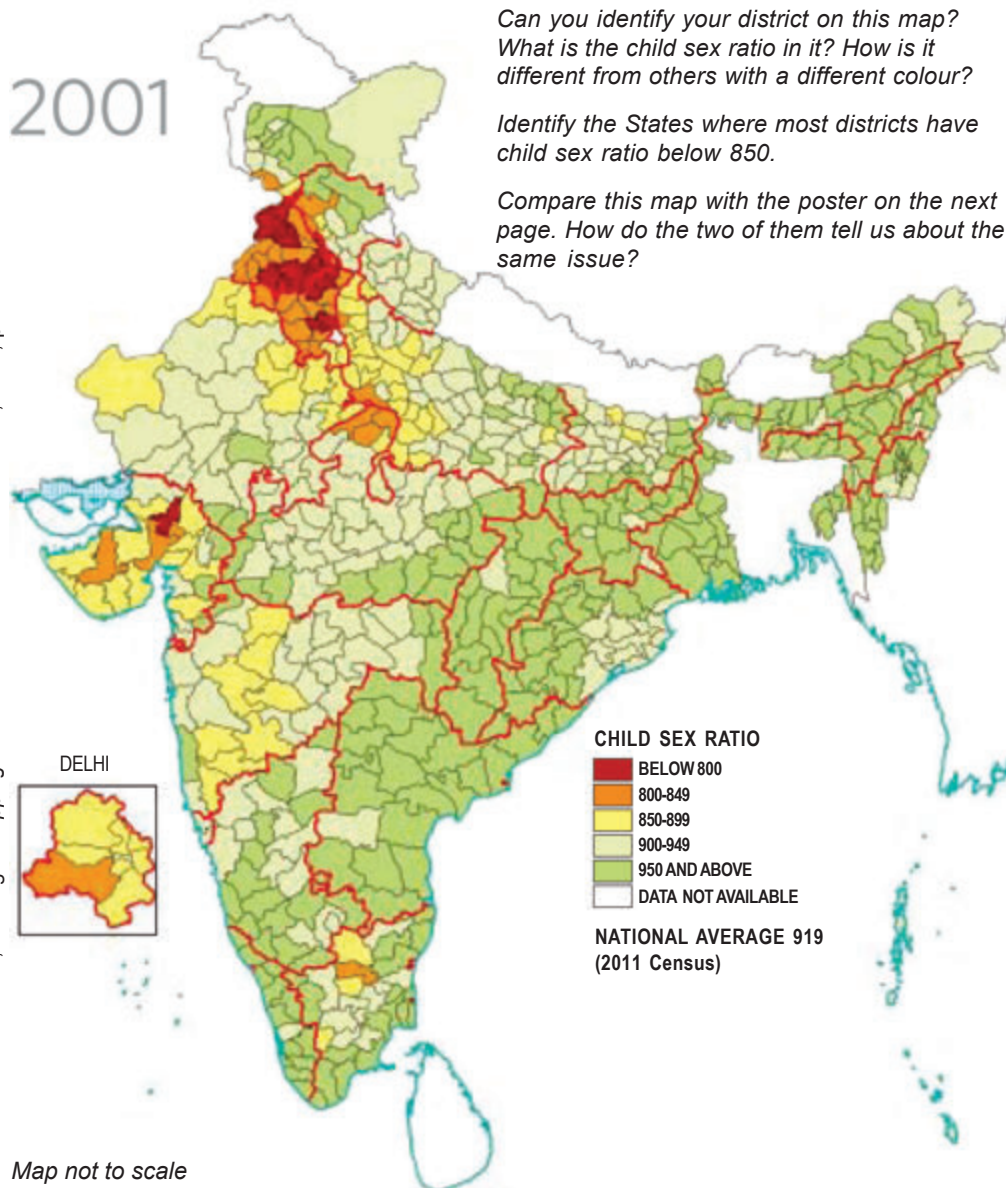 2001
Can you identify your district on this map?
What is the child sex ratio in it? How is it
different from others with a different colour?
Identify the States where most districts have
child sex ratio below 850.
Compare this map with the poster on the next
page. How do the two of them tell us about the
same issue?
DELHI
CHILD SEX RATIO
BELOW 800
800-849
850-899
900-949
950 AND ABOVE
DATA NOT AVAILABLE
NATIONAL AVERAGE 919
(2011 Census)
Map not to scale